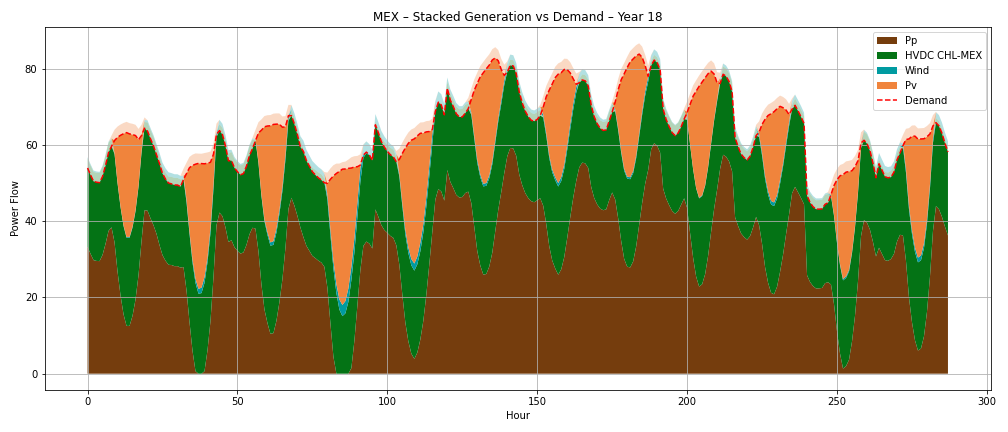 MEX – Stacked Generation vs Demand – Year 18
Power Flow
80
60
40
20
0
0 50 100 150 200 250 300
Hour
Pp
HVDC CHL-MEX
Wind
Pv
Demand